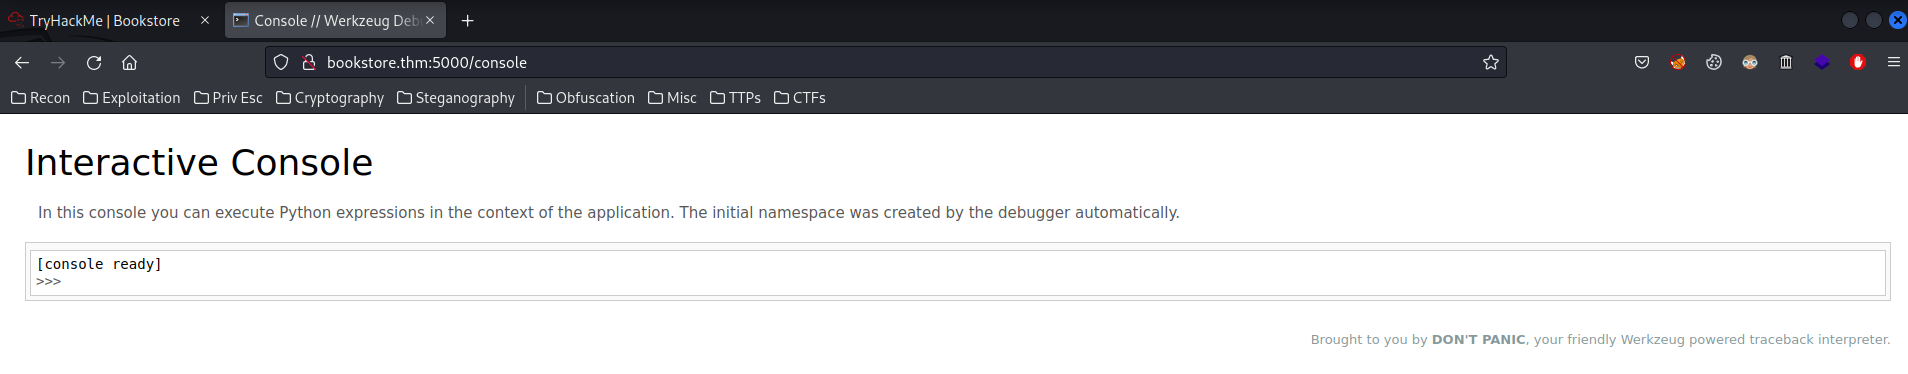 TryHackMe | Bookstore
Console // Werkzeug Deb
bookstore.thm:5000/console
Recon Exploitation Priv Esc Cryptography Steganography Obfuscation Misc TTPs CTFs
Interactive Console
In this console you can execute Python expressions in the context of the application. The initial namespace was created by the debugger automatically.
[console ready]
>>>
Brought to you by DON'T PANIC, your friendly Werkzeug powered traceback interpreter.